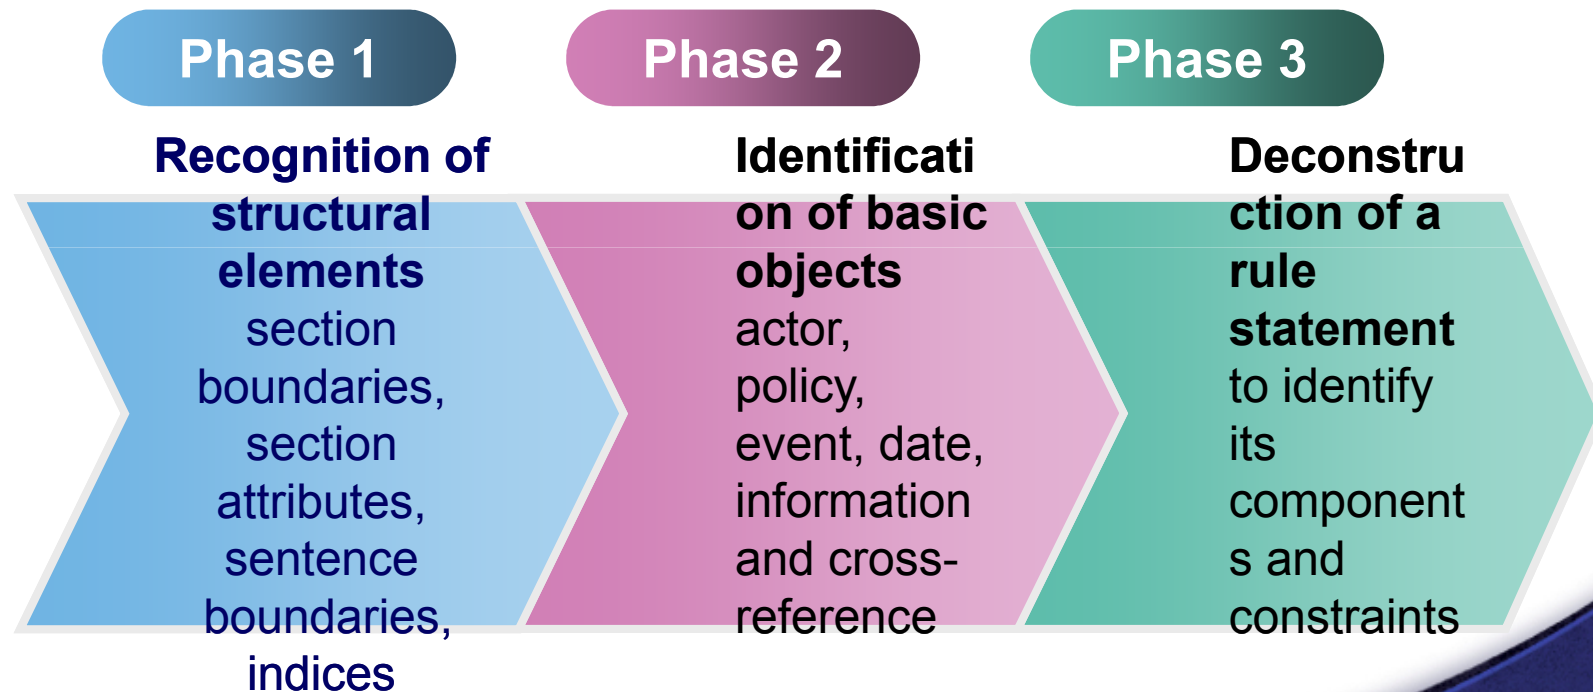 Phase 1
Recognition of
structural
elements
section
boundaries,
section
attributes,
sentence
boundaries,
indices
Phase 2
Identificati
on of basic
objects
actor,
policy,
event, date,
information
and cross-
reference
Phase 3
Deconstru
ction of a
rule
statement
to identify
its
component
s and
constraints